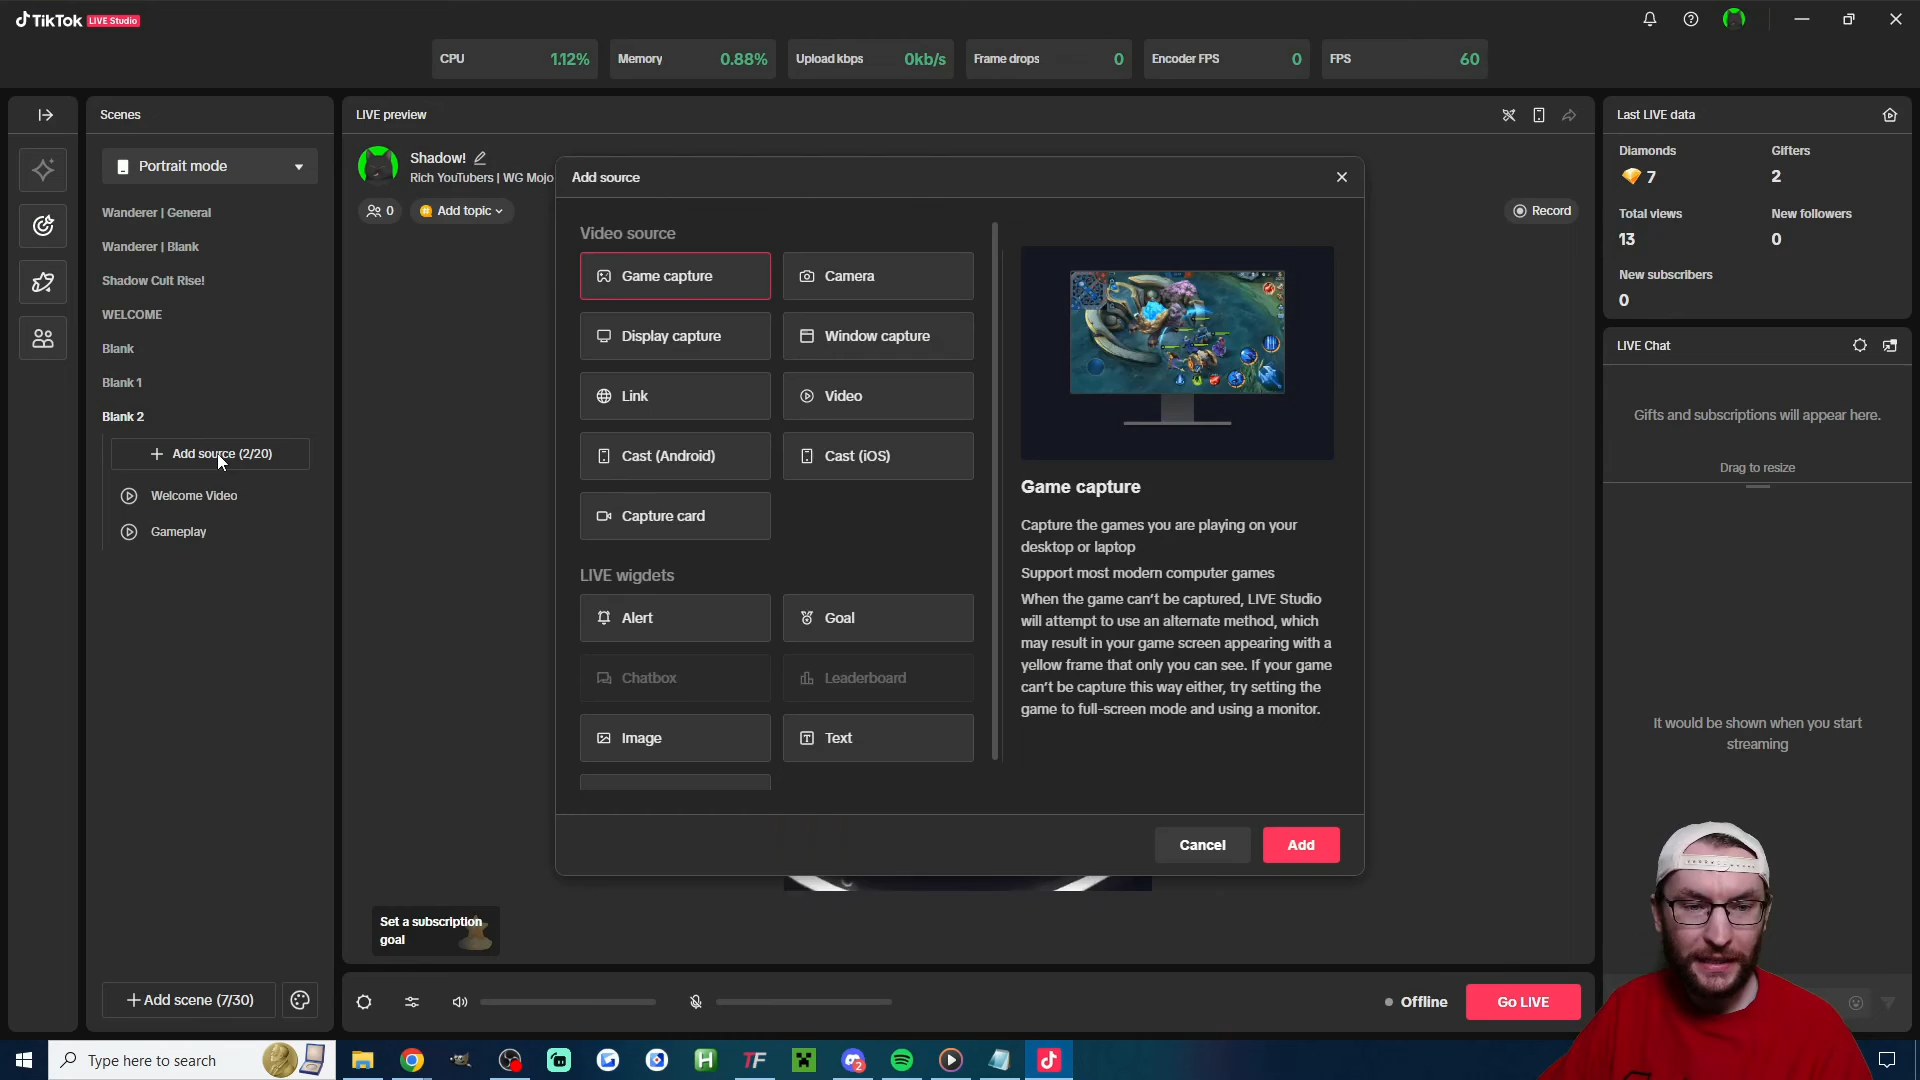 TikTok LIVE Studio
CPU 1.12%
Memory 0.88%
Upload kbps 0kb/s
Frame drops 0
Encoder FPS 0
FPS 60
Scenes
Portrait mode
Wanderer | General
Wanderer | Blank
Shadow Cult Rise!
WELCOME
Blank
Blank 1
Blank 2
+ Add source (2/20)
Welcome Video
Gameplay
+ Add scene (7/30)
LIVE preview
Shadow!
Rich YouTubers | WG Mojo
0
# Add topic
Record
Add source
Video source
Game capture
Camera
Display capture
Window capture
Link
Video
Cast (Android)
Cast (iOS)
Capture card
LIVE wigdets
Alert
Goal
Chatbox
Leaderboard
Image
Text
Game capture
Capture the games you are playing on your
desktop or laptop
Support most modern computer games
When the game can't be captured, LIVE Studio
will attempt to use an alternate method, which
may result in your game screen appearing with a
yellow frame that only you can see. If your game
can't be capture this way either, try setting the
game to full-screen mode and using a monitor.
Cancel
Add
Set a subscription
goal
Offline
Go LIVE
Last LIVE data
Diamonds
7
Gifters
2
Total views
13
New followers
0
New subscribers
0
LIVE Chat
Gifts and subscriptions will appear here.
Drag to resize
It would be shown when you start
streaming
Type here to search
H
TF
2